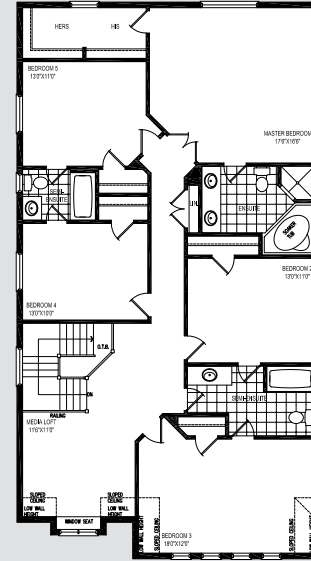 HERS HIS
BEDROOM 5
13'0"X11'0"
MASTER BEDROOM
17'6"X16'6"
SEMI-
ENSUITE
LIN.
ENSUITE
SOAKER
TUB
BEDROOM 2
13'0"X11'0"
BEDROOM 4
13'0"X10'0"
O.T.B.
DN
RAILING
SEMI-ENSUITE
MEDIA LOFT
11'6"X11'0"
SLOPED
CEILING
LOW WALL
HEIGHT
SLOPED
CEILING
LOW WALL
HEIGHT
WINDOW SEAT
BEDROOM 3
18'0"X12'0"
LOW WALL
HEIGHT
SLOPED
CEILING
SLOPED
CEILING
LOW WALL
HEIGHT